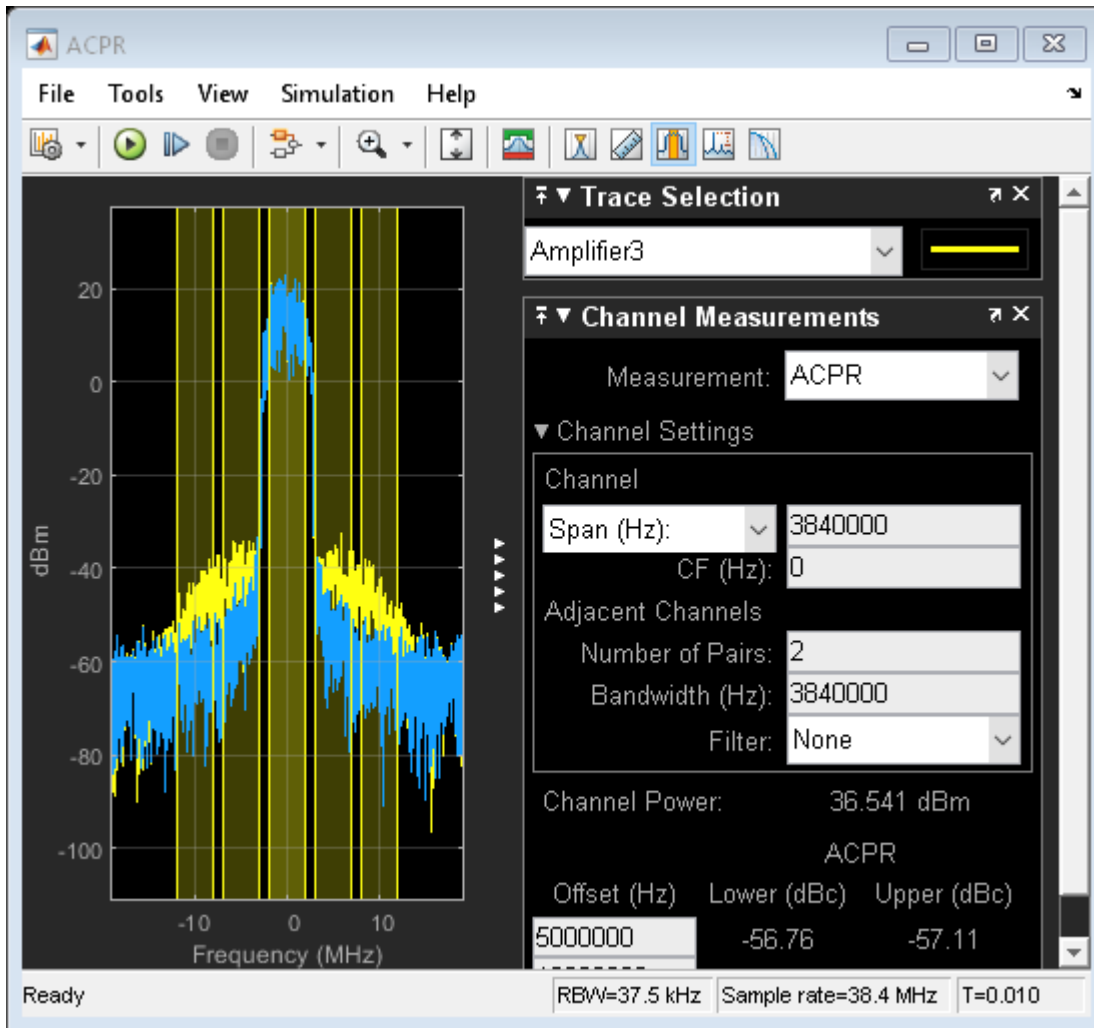 ACPR
File Tools View Simulation Help
Trace Selection
Amplifier3
Channel Measurements
Measurement: ACPR
Channel Settings
Channel
Span (Hz): 3840000
CF (Hz): 0
Adjacent Channels
Number of Pairs: 2
Bandwidth (Hz): 3840000
Filter: None
Channel Power: 36.541 dBm
ACPR
Offset (Hz) Lower (dBc) Upper (dBc)
5000000 -56.76 -57.11
20
0
-20
-40
-60
-80
-100
dBm
-10 0 10
Frequency (MHz)
Ready RBW=37.5 kHz Sample rate=38.4 MHz T=0.010